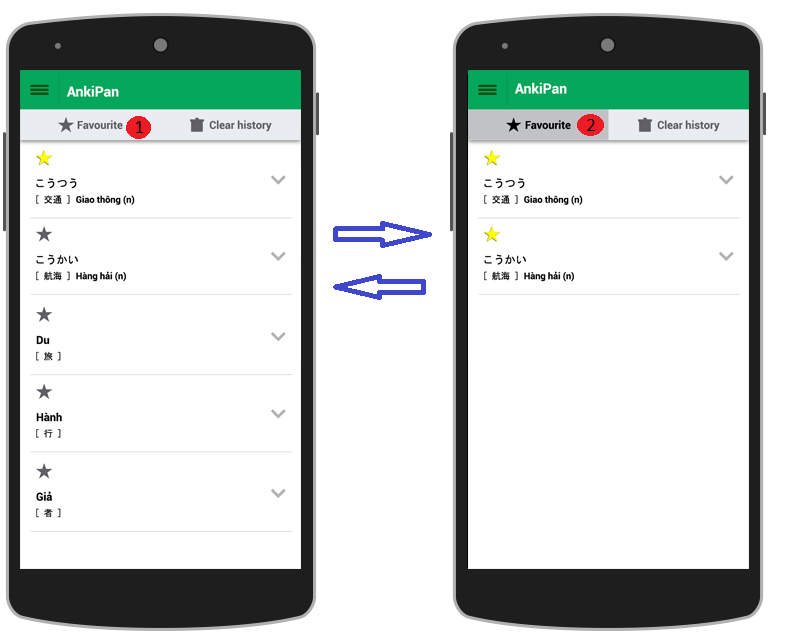 AnkiPan
Favourite 1 Clear history
こうつう
[ 交通 ] Giao thông (n)
こうかい
[ 航海 ] Hàng hải (n)
Du
[ 旅 ]
Hành
[ 行 ]
Giả
[ 者 ]
AnkiPan
Favourite 2 Clear history
こうつう
[ 交通 ] Giao thông (n)
こうかい
[ 航海 ] Hàng hải (n)